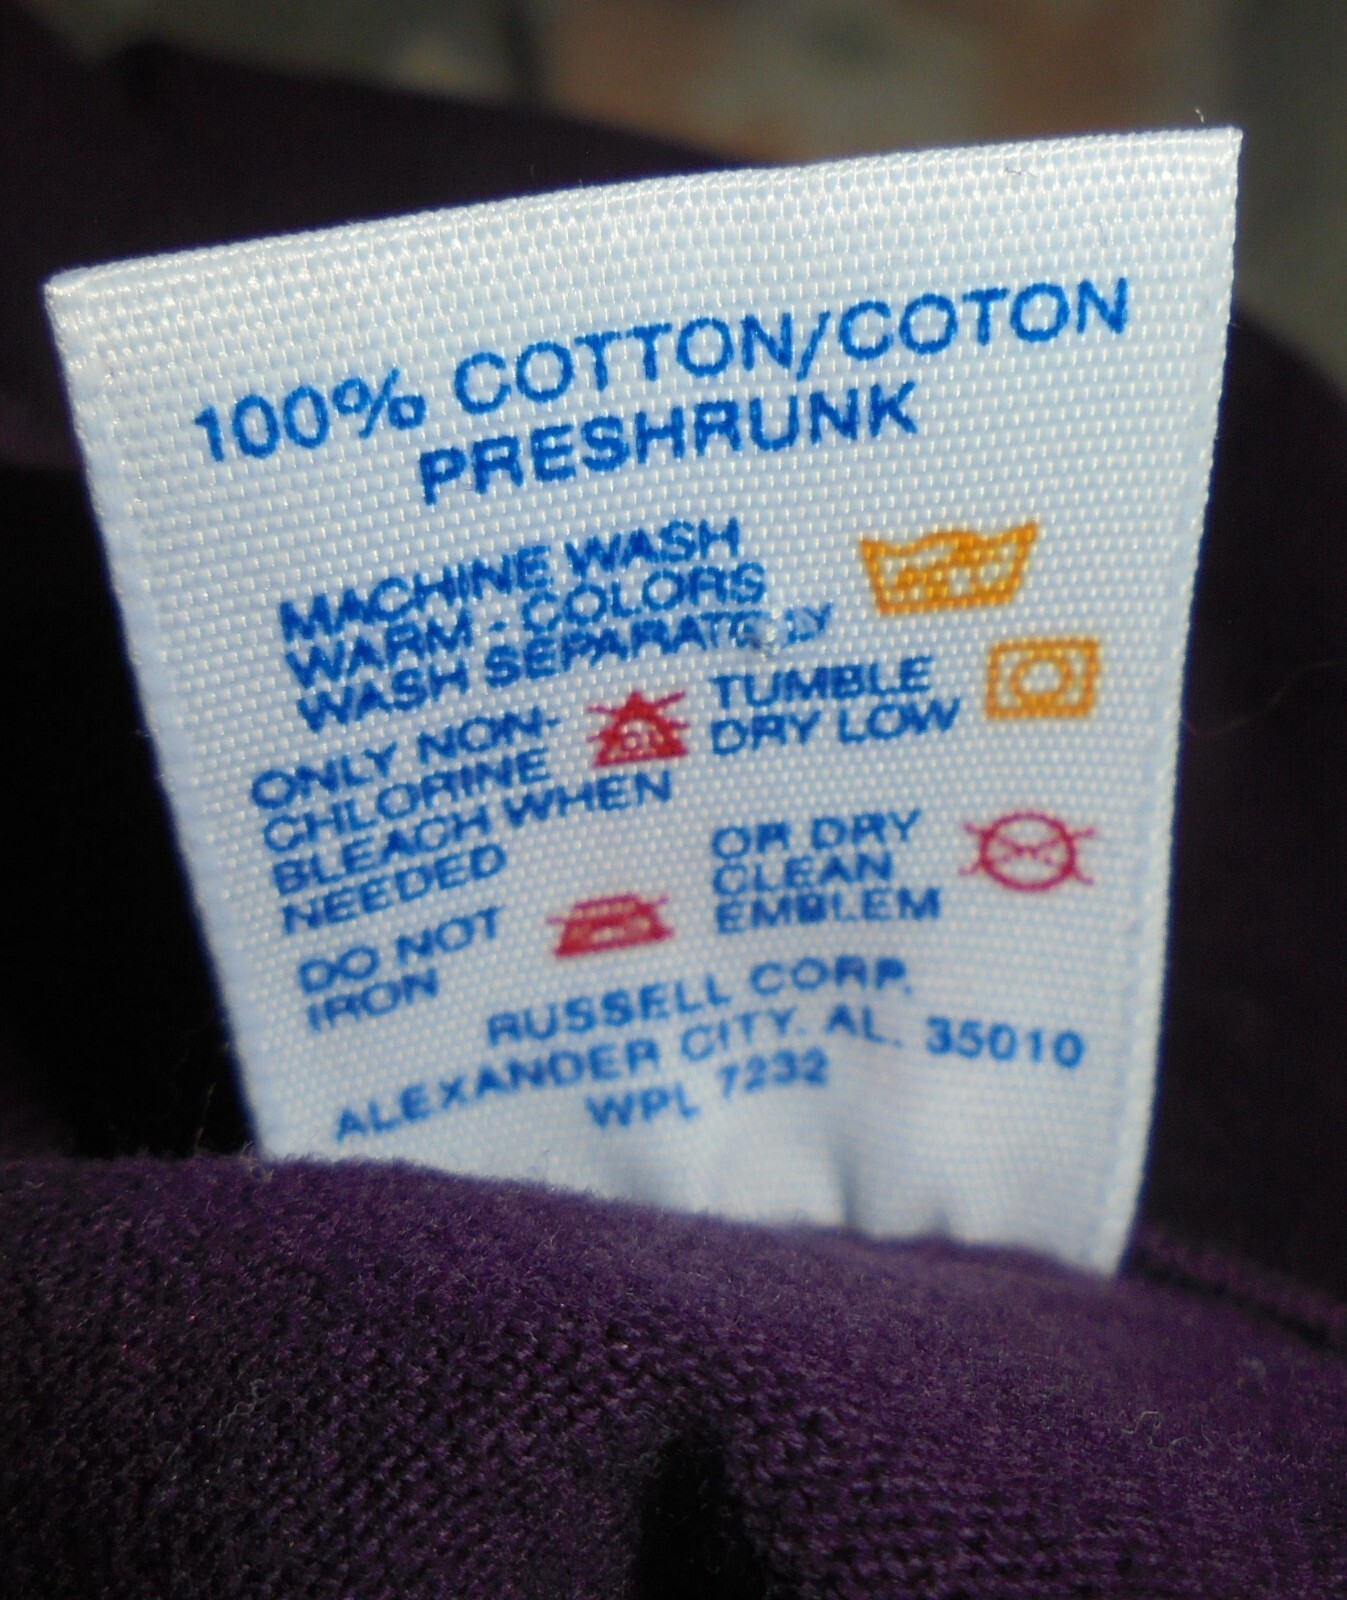 100% COTTON/COTON
PRESHRUNK
MACHINE WASH
WARM - COLORS
WASH SEPARATELY
ONLY NON-
CHLORINE
BLEACH WHEN
NEEDED
CL
TUMBLE
DRY LOW
DO NOT
IRON
OR DRY
CLEAN
EMBLEM
RUSSELL CORP.
ALEXANDER CITY, AL. 35010
WPL 7232